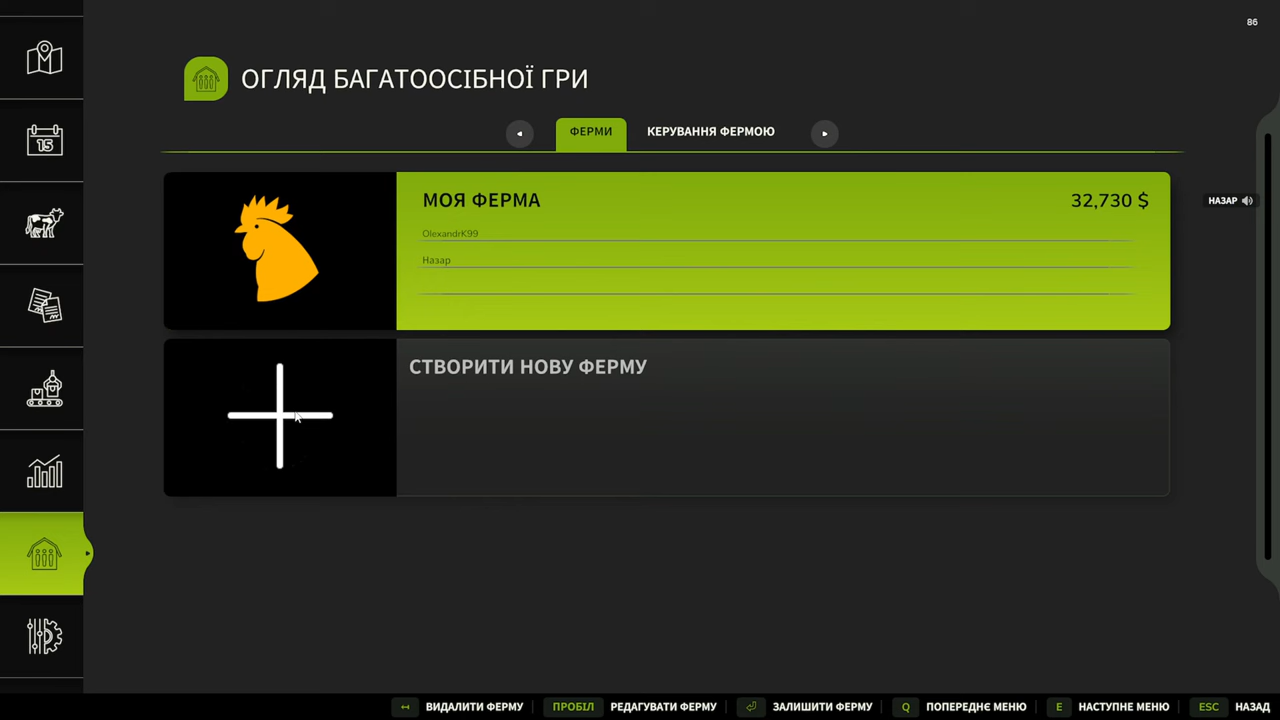 86
ОГЛЯД БАГАТООСІБНОЇ ГРИ
ФЕРМИ
КЕРУВАННЯ ФЕРМОЮ
15
МОЯ ФЕРМА
32,730 $
НАЗАР
OlexandrK99
Назар
СТВОРИТИ НОВУ ФЕРМУ
ВИДАЛИТИ ФЕРМУ ПРОБІЛ РЕДАГУВАТИ ФЕРМУ ЗАЛИШИТИ ФЕРМУ Q ПОПЕРЕДНЄ МЕНЮ E НАСТУПНЕ МЕНЮ ESC НАЗАД